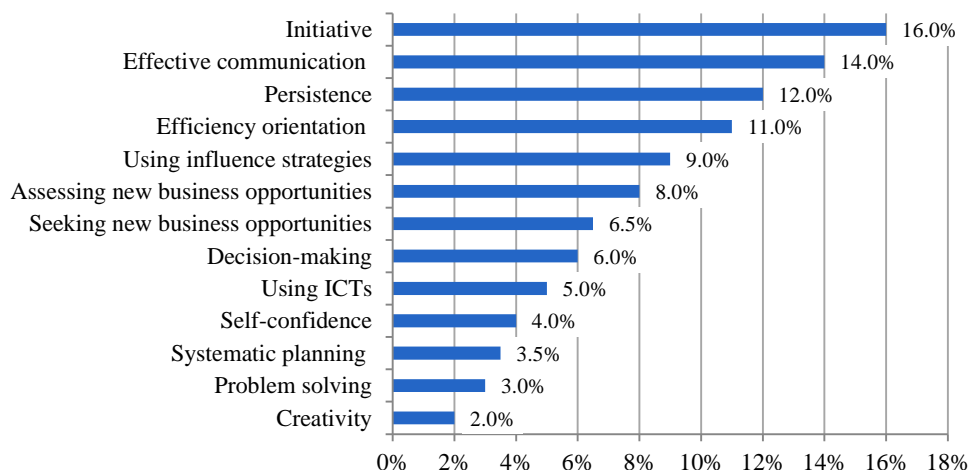 Initiative 16.0%
Effective communication 14.0%
Persistence 12.0%
Efficiency orientation 11.0%
Using influence strategies 9.0%
Assessing new business opportunities 8.0%
Seeking new business opportunities 6.5%
Decision-making 6.0%
Using ICTs 5.0%
Self-confidence 4.0%
Systematic planning 3.5%
Problem solving 3.0%
Creativity 2.0%
0% 2% 4% 6% 8% 10% 12% 14% 16% 18%